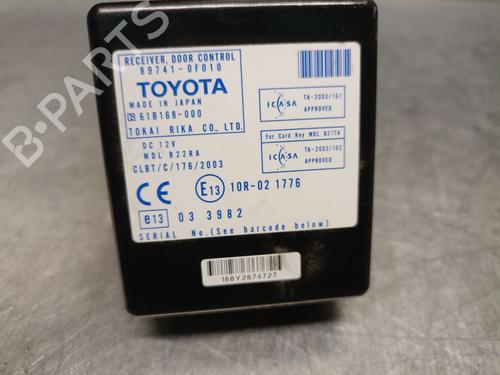 RECEIVER, DOOR CONTROL
89741-0F010
TOYOTA
MADE IN JAPAN
61B168-000
TOKAI RIKA CO., LTD.
DC 12V
MDL B22RA
CLBT/C/176/2003
ICASA
TA-2003/161
APPROVED
For Card Key MDL B21TA
ICASA
TA-2003/162
APPROVED
CE E13 10R-02 1776
e13 03 3982
SERIAL No.(See barcode below)
166Y2874727
B-PARTS